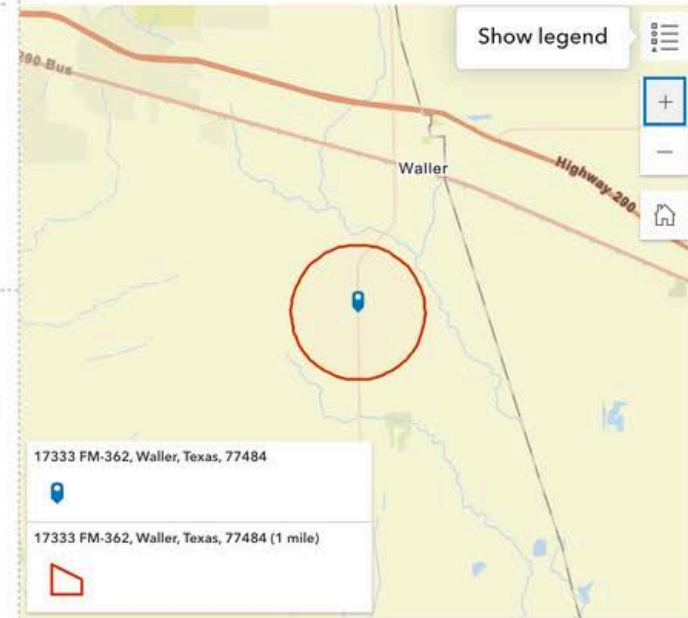 Show legend
290 Bus
Waller
Highway 290
17333 FM-362, Waller, Texas, 77484
17333 FM-362, Waller, Texas, 77484 (1 mile)